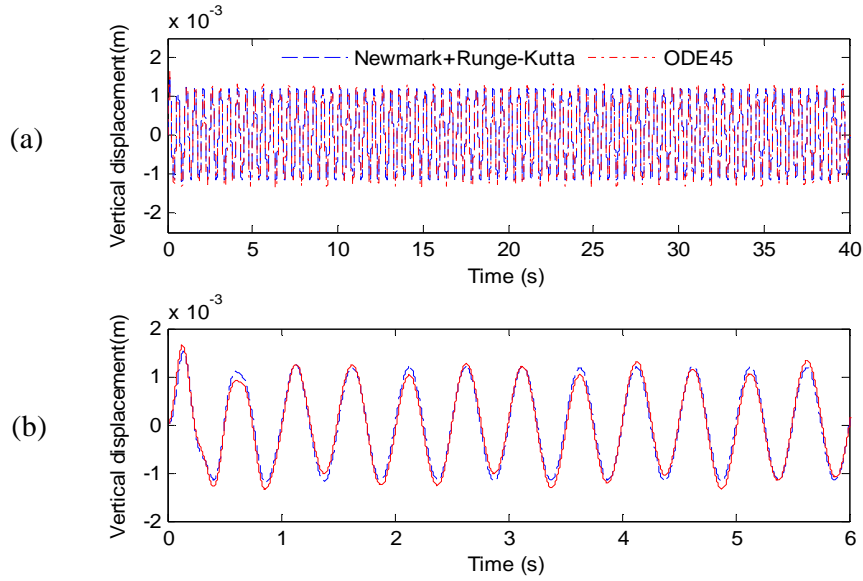 x 10⁻³
2
1
0
-1
-2
Vertical displacement(m)
Newmark+Runge-Kutta
ODE45
(a)
0 5 10 15 20 25 30 35 40
Time (s)
x 10⁻³
2
1
0
-1
-2
Vertical displacement(m)
(b)
0 1 2 3 4 5 6
Time (s)